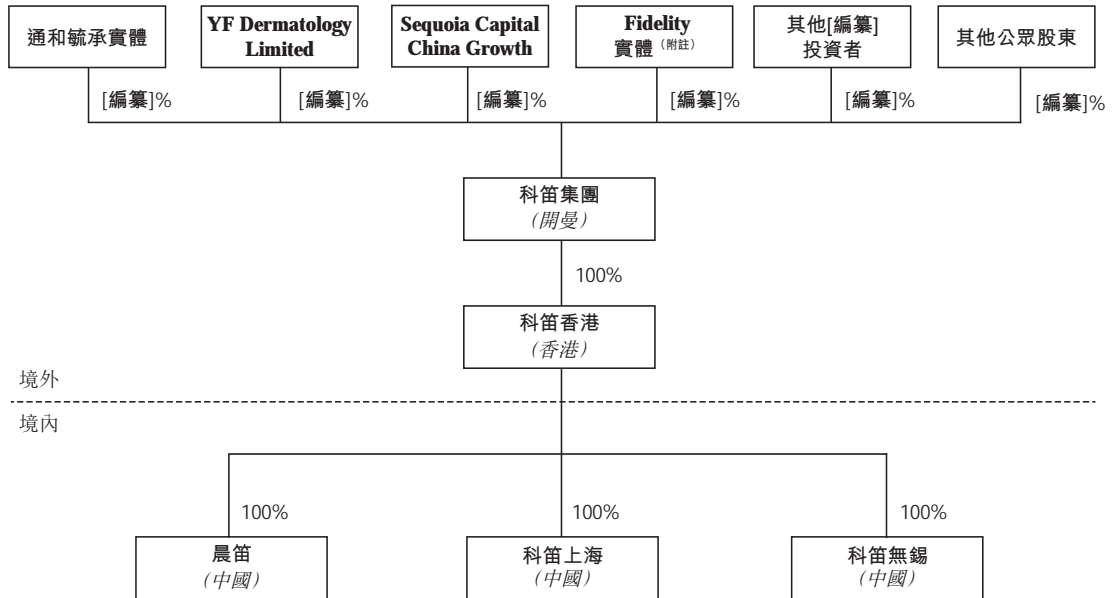 通和毓承實體
YF Dermatology
Limited
Sequoia Capital
China Growth
Fidelity
實體（附註）
其他[編纂]
投資者
其他公眾股東
[編纂]%
[編纂]%
[編纂]%
[編纂]%
[編纂]%
[編纂]%
科笛集團
（開曼）
100%
科笛香港
（香港）
境外
境內
100%
100%
100%
晨笛
（中國）
科笛上海
（中國）
科笛無錫
（中國）